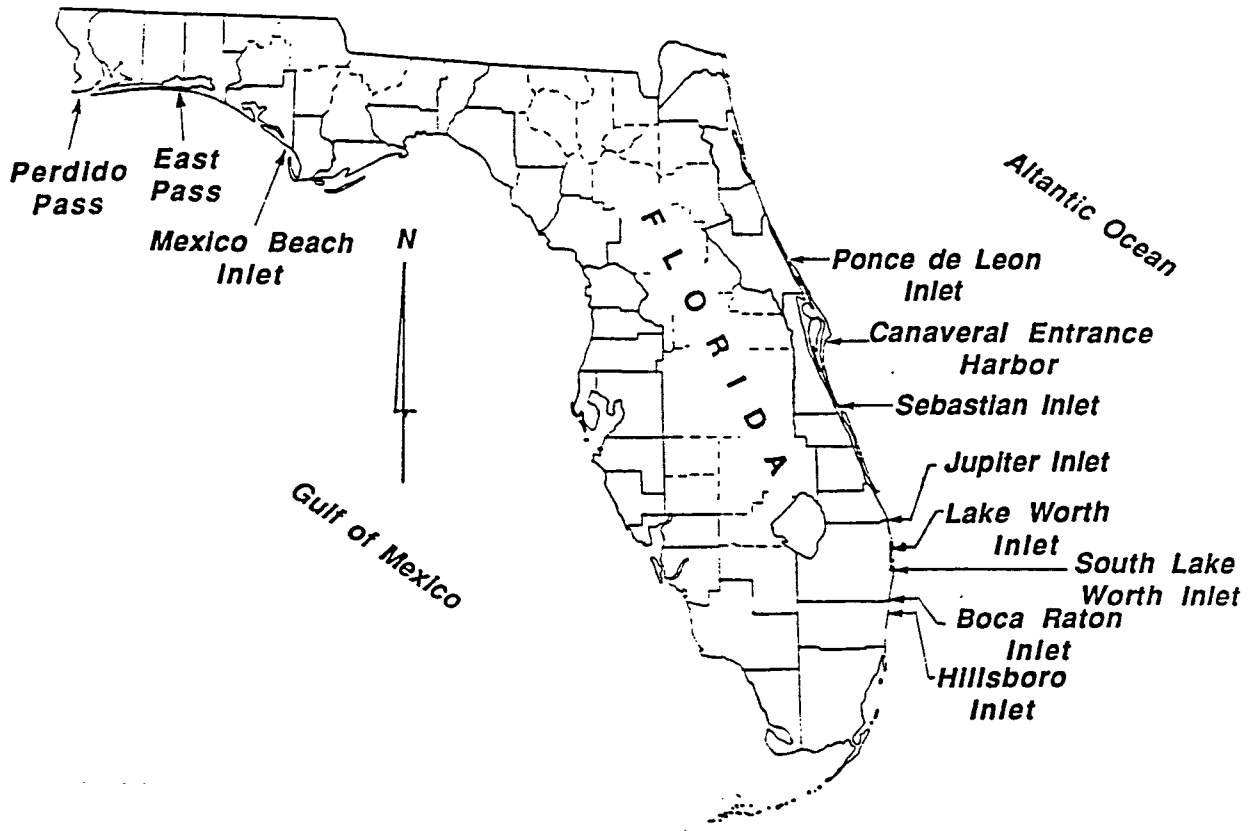 Perdido
Pass
East
Pass
Mexico Beach
Inlet
N
Gulf of Mexico
FLORIDA
Altantic Ocean
Ponce de Leon
Inlet
Canaveral Entrance
Harbor
Sebastian Inlet
Jupiter Inlet
Lake Worth
Inlet
South Lake
Worth Inlet
Boca Raton
Inlet
Hillsboro
Inlet